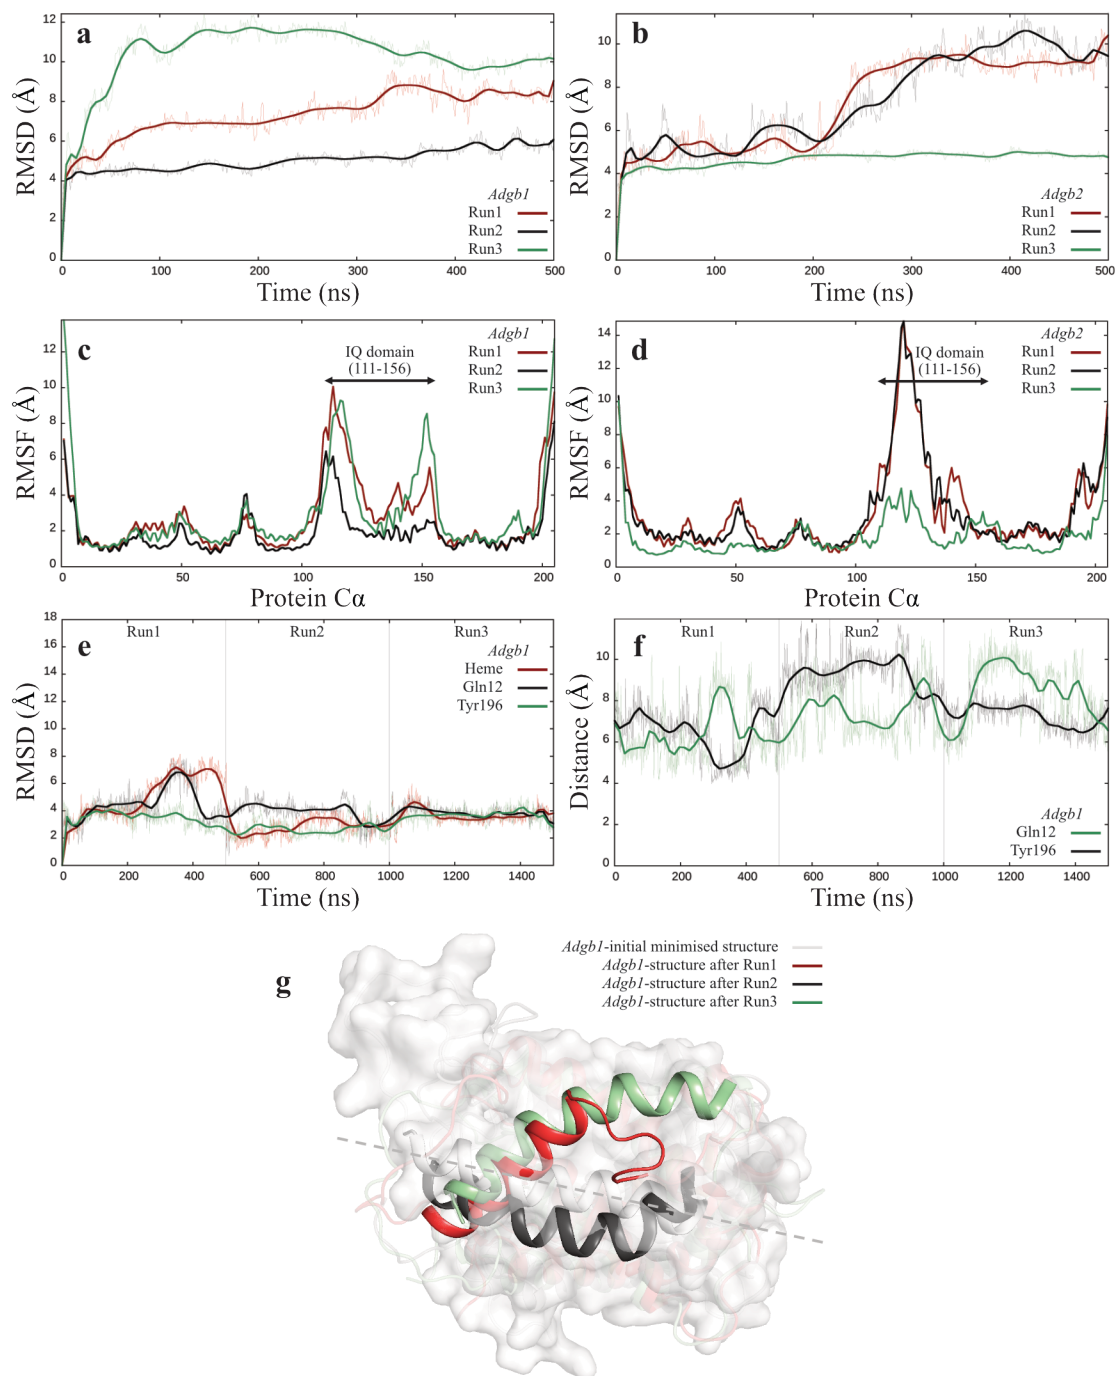 a
RMSD (Å)
12
10
8
6
4
2
0
Adgb1
Run1
Run2
Run3
0 100 200 300 400 500
Time (ns)
b
RMSD (Å)
10
8
6
4
2
0
Adgb2
Run1
Run2
Run3
0 100 200 300 400 500
Time (ns)
c
RMSF (Å)
12
10
8
6
4
2
0
IQ domain
(111-156)
Adgb1
Run1
Run2
Run3
0 50 100 150 200
Protein Cα
d
RMSF (Å)
14
12
10
8
6
4
2
0
IQ domain
(111-156)
Adgb2
Run1
Run2
Run3
0 50 100 150 200
Protein Cα
e
RMSD (Å)
18
16
14
12
10
8
6
4
2
0
Run1 Run2 Run3
Adgb1
Heme
Gln12
Tyr196
0 200 400 600 800 1000 1200 1400
Time (ns)
f
Distance (Å)
10
8
6
4
2
0
Run1 Run2 Run3
Adgb1
Gln12
Tyr196
0 200 400 600 800 1000 1200 1400
Time (ns)
g
Adgb1-initial minimised structure
Adgb1-structure after Run1
Adgb1-structure after Run2
Adgb1-structure after Run3